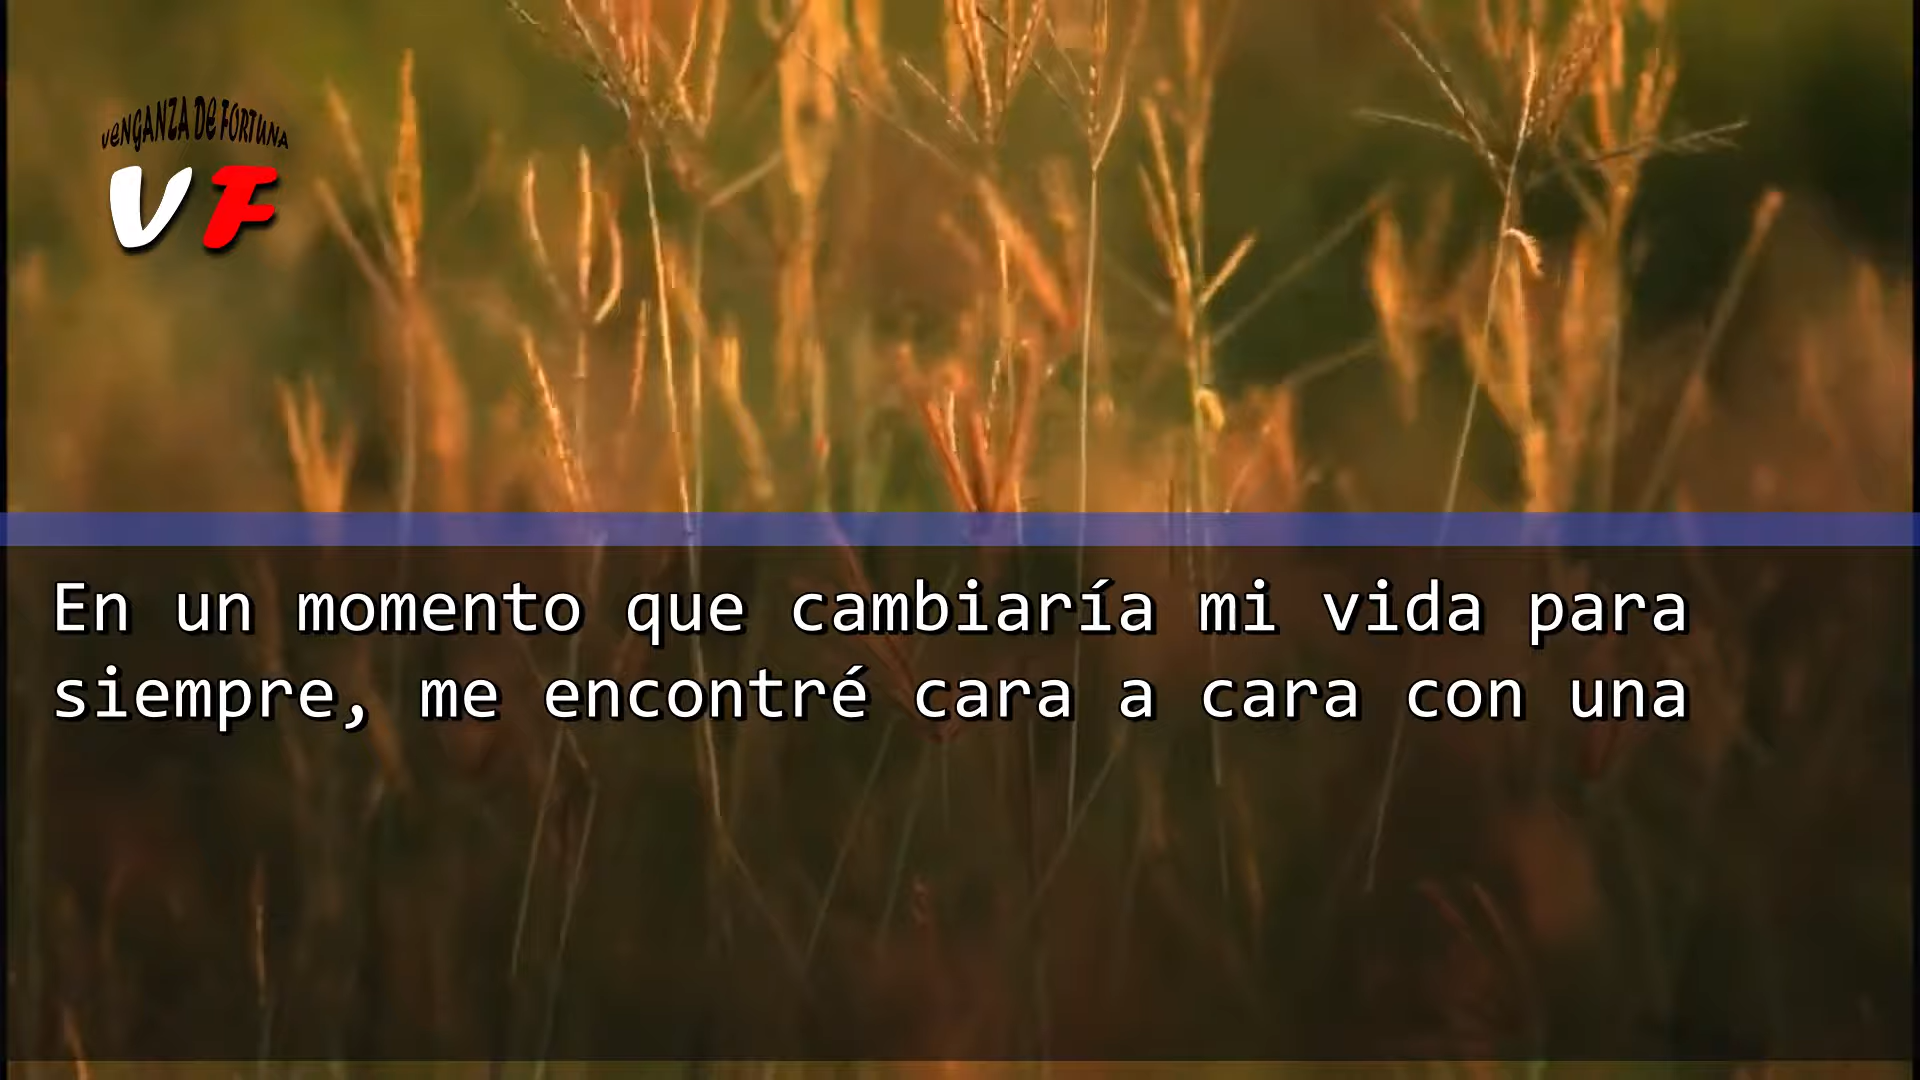 VENGANZA DE FORTUNA
VF
En un momento que cambiaría mi vida para
siempre, me encontré cara a cara con una